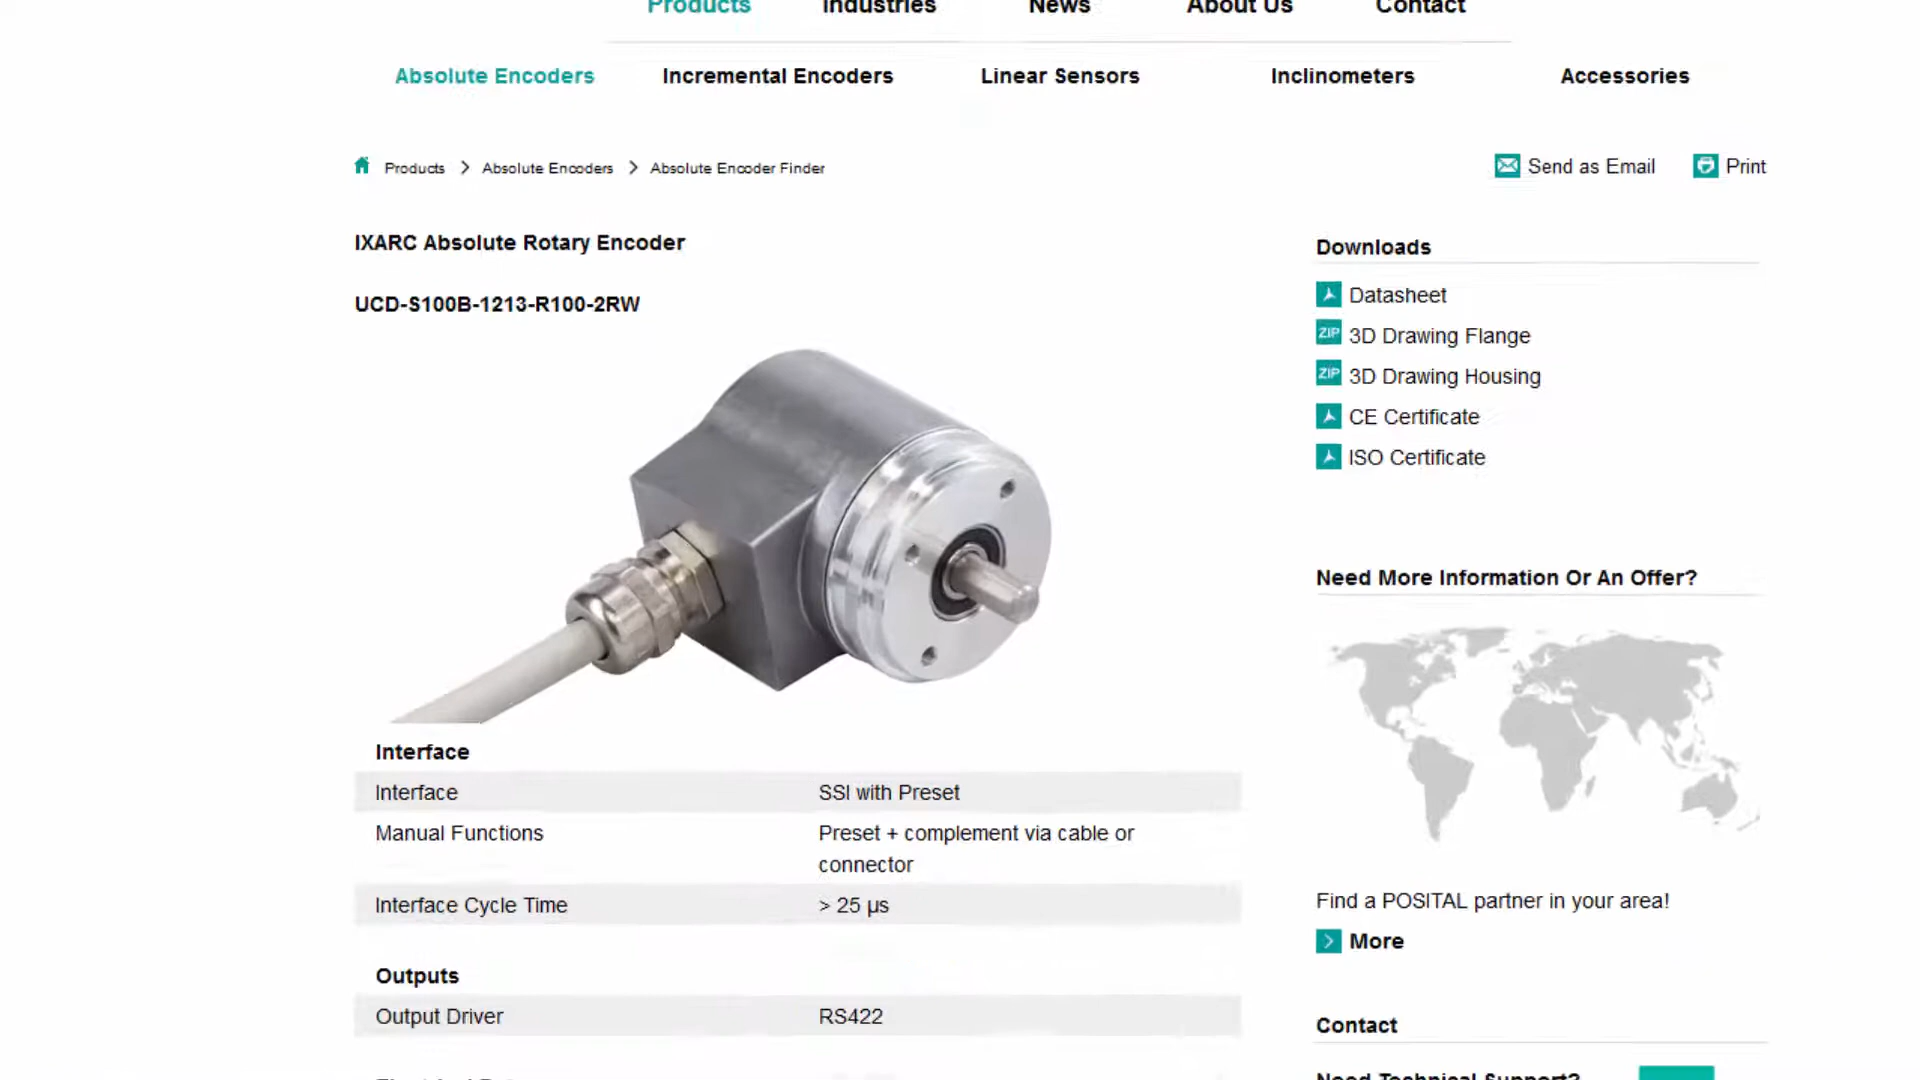 Products Industries News About Us Contact
Absolute Encoders Incremental Encoders Linear Sensors Inclinometers Accessories
Products Absolute Encoders Absolute Encoder Finder
Send as Email Print
IXARC Absolute Rotary Encoder
UCD-S100B-1213-R100-2RW
Interface
Interface SSI with Preset
Manual Functions Preset + complement via cable or
connector
Interface Cycle Time > 25 µs
Outputs
Output Driver RS422
Downloads
Datasheet
ZIP 3D Drawing Flange
ZIP 3D Drawing Housing
CE Certificate
ISO Certificate
Need More Information Or An Offer?
Find a POSITAL partner in your area!
More
Contact
Need Technical Support?